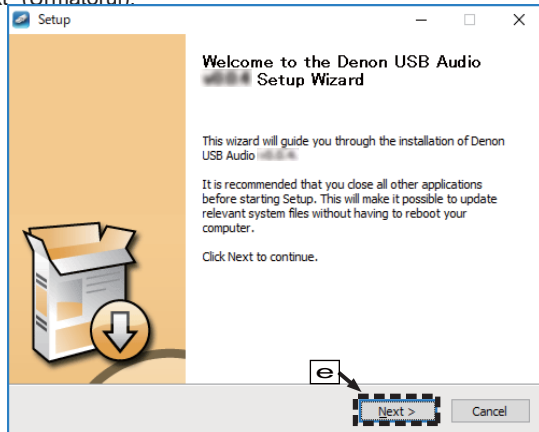 Setup
Welcome to the Denon USB Audio
Setup Wizard
This wizard will guide you through the installation of Denon
USB Audio
It is recommended that you close all other applications
before starting Setup. This will make it possible to update
relevant system files without having to reboot your
computer.
Click Next to continue.
e
Next >
Cancel